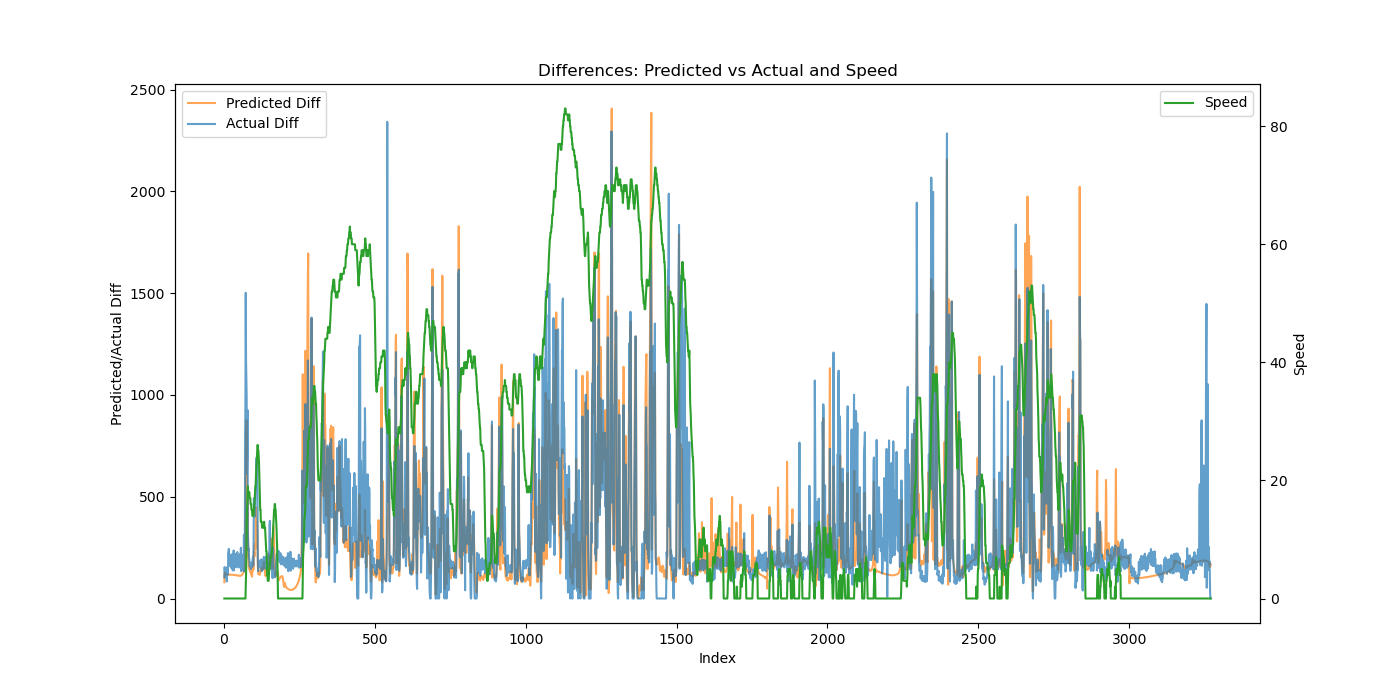 Differences: Predicted vs Actual and Speed
Predicted Diff
Actual Diff
Speed
2500
2000
1500
1000
500
0
Predicted/Actual Diff
80
60
40
20
0
Speed
0 500 1000 1500 2000 2500 3000
Index